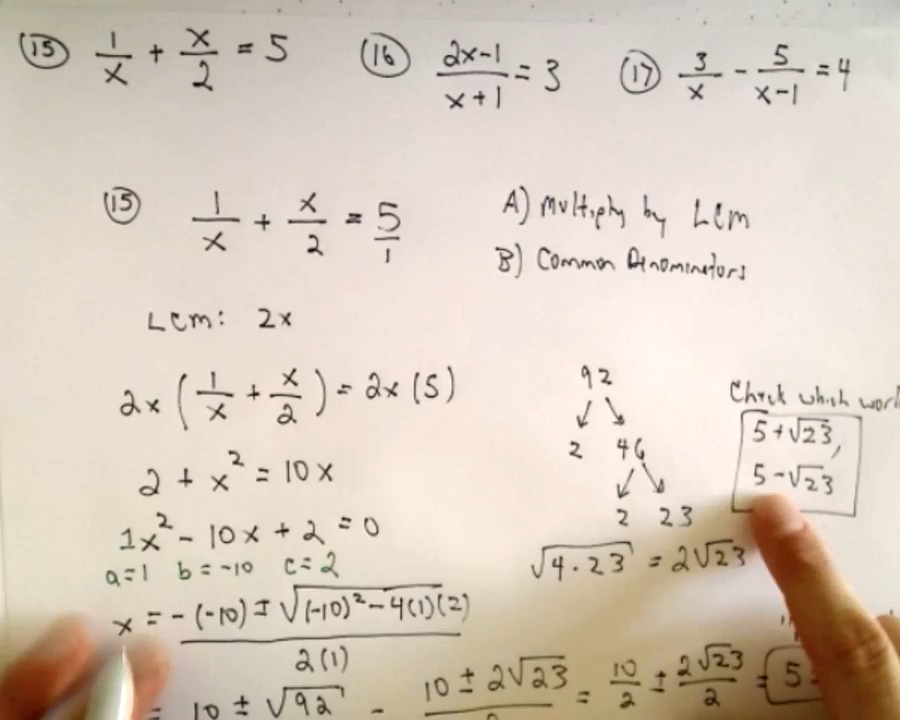 (15) 1/x + x/2 = 5 (16) (2x-1)/(x+1) = 3 (17) 3/x - 5/(x-1) = 4
(15) 1/x + x/2 = 5/1
A) Multiply by LCM
B) Common Denominators
LCM: 2x
2x (1/x + x/2) = 2x (5)
2 + x² = 10x
1x² - 10x + 2 = 0
a=1 b=-10 c=2
x = (-(-10) ± √((-10)² - 4(1)(2)))/(2(1))
= 10 ± √92 = (10 ± 2√23)/2 = 10/2 ± 2√23/2 = 5
92
2 46
2 23
√(4·23) = 2√23
Check which
5+√23,
5-√23